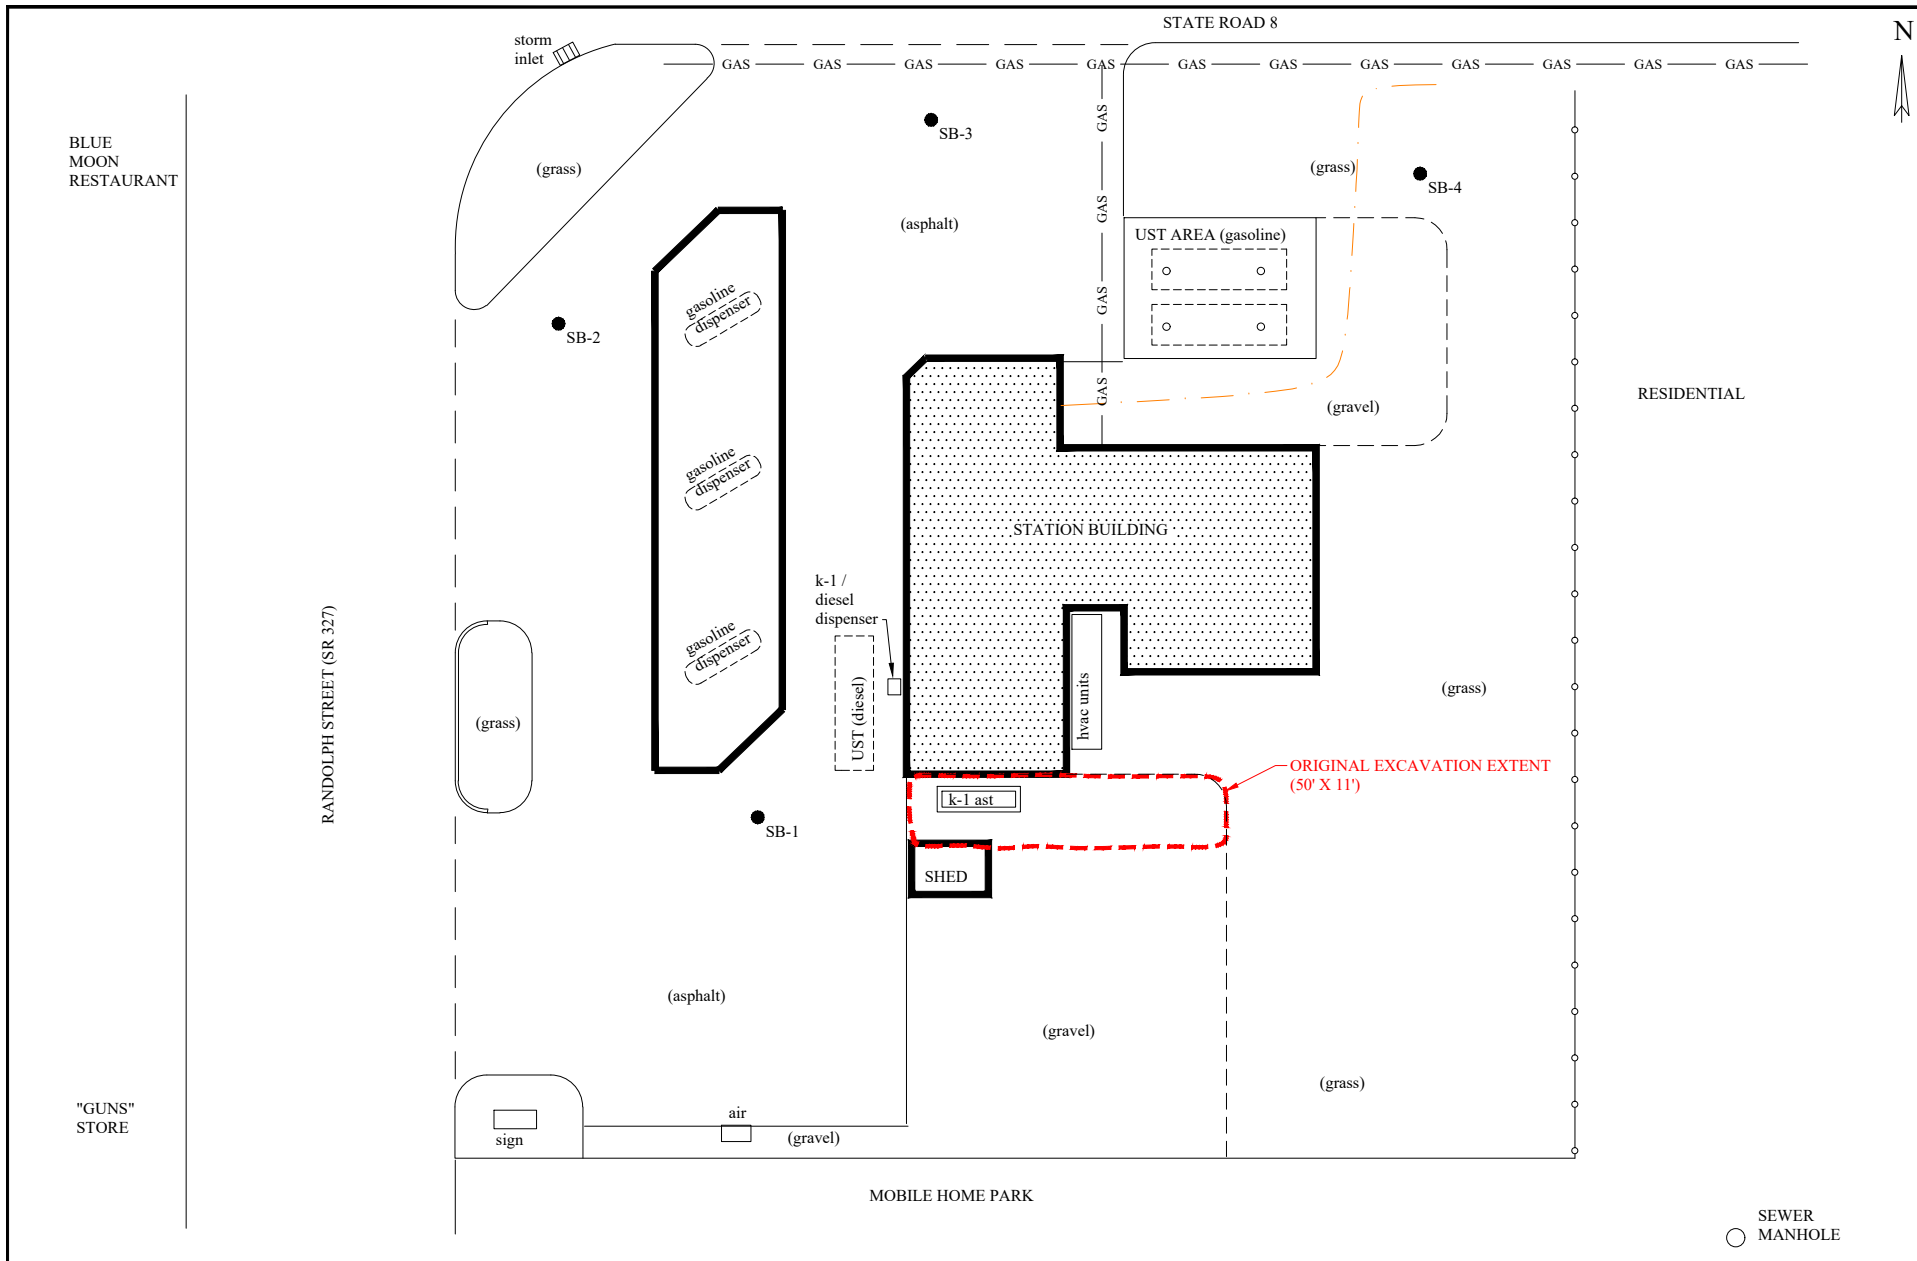 STATE ROAD 8
N
storm
inlet
GAS GAS GAS GAS GAS GAS GAS GAS GAS GAS GAS GAS
GAS
GAS
GAS
GAS
BLUE
MOON
RESTAURANT
(grass)
SB-3
(grass)
SB-4
(asphalt)
UST AREA (gasoline)
gasoline
dispenser
SB-2
RESIDENTIAL
(gravel)
gasoline
dispenser
STATION BUILDING
k-1 /
diesel
dispenser
gasoline
dispenser
RANDOLPH STREET (SR 327)
(grass)
UST (diesel)
hvac units
(grass)
ORIGINAL EXCAVATION EXTENT
(50' X 11')
k-1 ast
SB-1
SHED
(asphalt)
(gravel)
(grass)
"GUNS"
STORE
sign
air
(gravel)
MOBILE HOME PARK
SEWER
MANHOLE